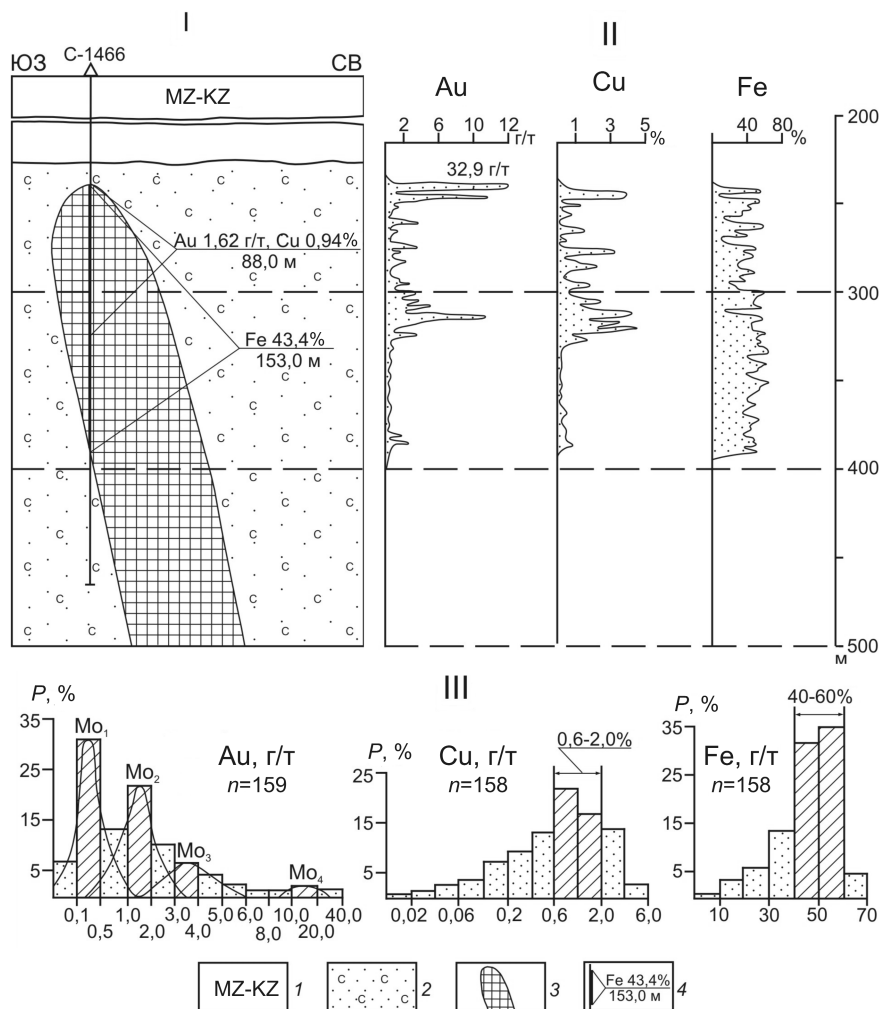 I
II
ЮЗ
С-1466
СВ
MZ-KZ
Au 1,62 г/т, Cu 0,94%
88,0 м
Fe 43,4%
153,0 м
Au
Cu
Fe
2 6 10 12
г/т
1 3 5
%
40 80
%
32,9 г/т
200
300
400
500
м
III
P, %
35
25
15
5
Mo1
Mo2
Mo3
Mo4
Au, г/т
n=159
0,1 1,0 3,0 5,0 6,0 10,0 40,0
0,5 2,0 4,0 8,0 20,0
P, %
25
15
5
Cu, г/т
n=158
0,6-2,0%
0,02 0,06 0,2 0,6 2,0 6,0
P, %
35
25
15
5
Fe, г/т
n=158
40-60%
10 30 50 70
MZ-KZ 1
c c c c c c 2
3
Fe 43,4%
153,0 м
4